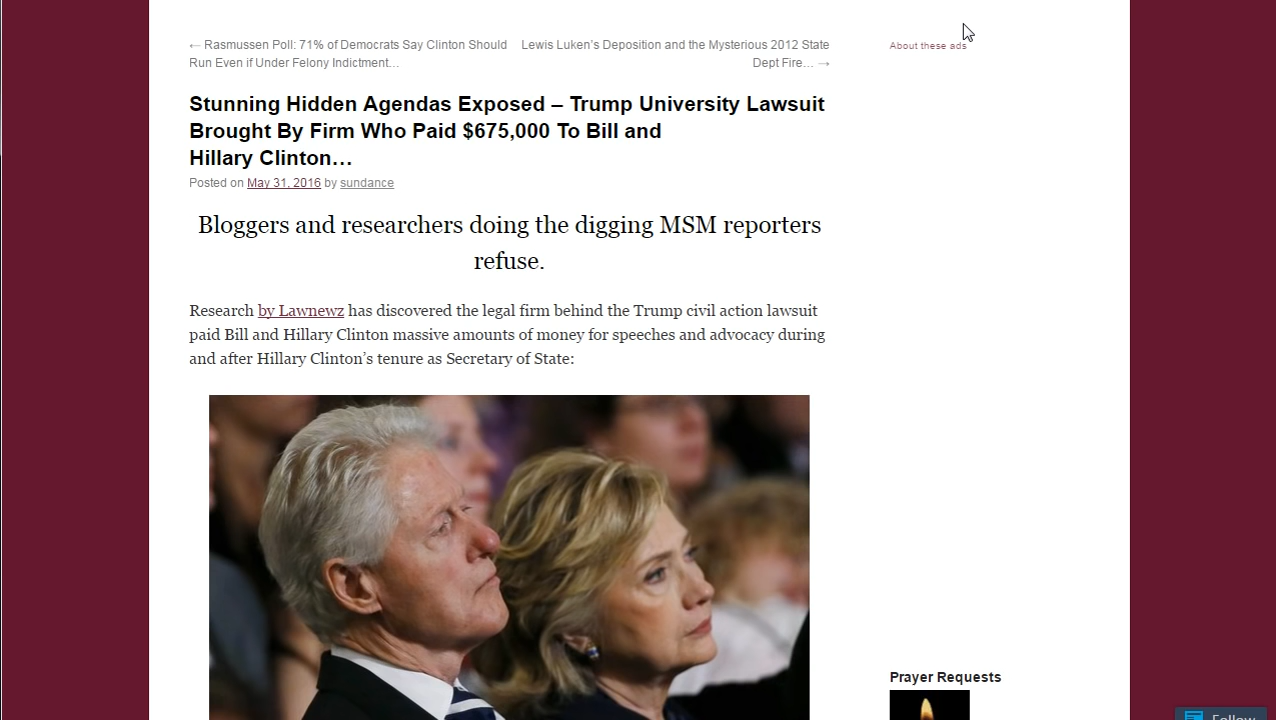 ← Rasmussen Poll: 71% of Democrats Say Clinton Should
Run Even if Under Felony Indictment…
Lewis Luken’s Deposition and the Mysterious 2012 State
Dept Fire… →
About these ads
Stunning Hidden Agendas Exposed – Trump University Lawsuit
Brought By Firm Who Paid $675,000 To Bill and
Hillary Clinton…
Posted on May 31, 2016 by sundance
Bloggers and researchers doing the digging MSM reporters
refuse.
Research by Lawnewz has discovered the legal firm behind the Trump civil action lawsuit
paid Bill and Hillary Clinton massive amounts of money for speeches and advocacy during
and after Hillary Clinton’s tenure as Secretary of State:
Prayer Requests
Follow